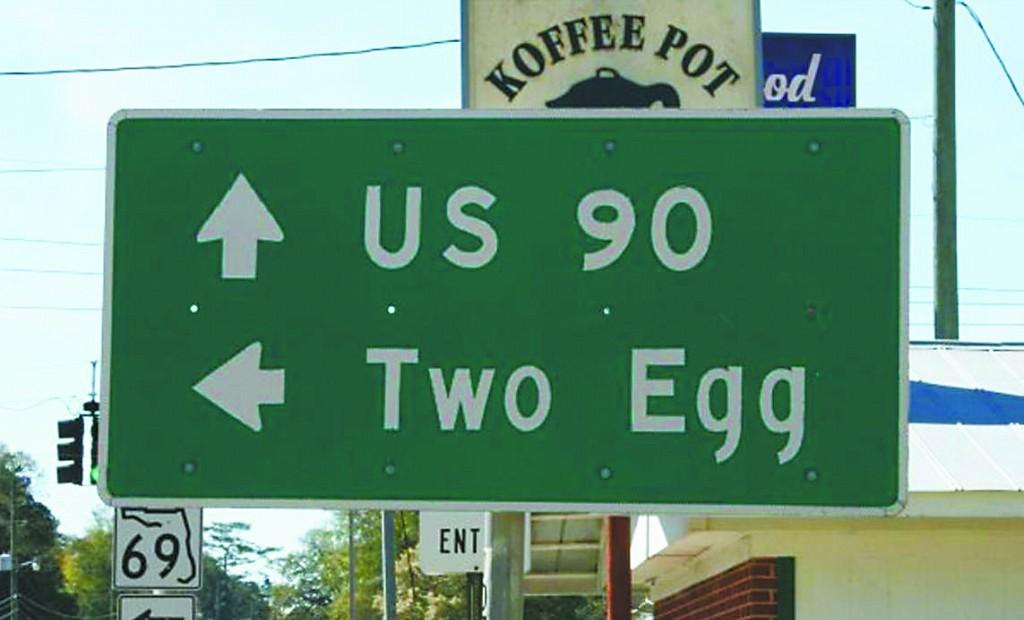 KOFFEE POT
od
US 90
Two Egg
69
ENT